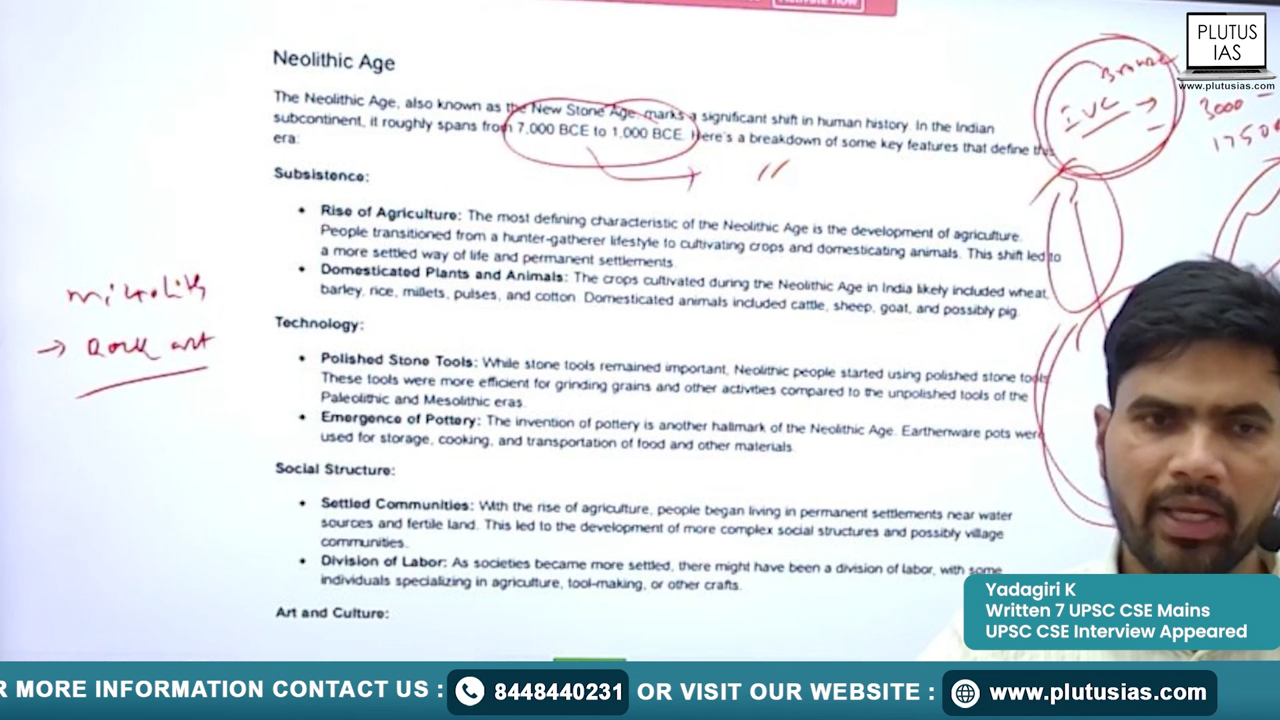 PLUTUS
IAS
www.plutusias.com
Neolithic Age
The Neolithic Age, also known as the New Stone Age, marks a significant shift in human history. In the Indian
subcontinent, it roughly spans from 7,000 BCE to 1,000 BCE. Here's a breakdown of some key features that define this
era:
Bronze
IVC →
3000
1750
Subsistence:
• Rise of Agriculture: The most defining characteristic of the Neolithic Age is the development of agriculture.
People transitioned from a hunter-gatherer lifestyle to cultivating crops and domesticating animals. This shift led to
a more settled way of life and permanent settlements.
• Domesticated Plants and Animals: The crops cultivated during the Neolithic Age in India likely included wheat,
barley, rice, millets, pulses, and cotton. Domesticated animals included cattle, sheep, goat, and possibly pig.
microlith
→ Rock art
Technology:
• Polished Stone Tools: While stone tools remained important, Neolithic people started using polished stone tools.
These tools were more efficient for grinding grains and other activities compared to the unpolished tools of the
Paleolithic and Mesolithic eras.
• Emergence of Pottery: The invention of pottery is another hallmark of the Neolithic Age. Earthenware pots were
used for storage, cooking, and transportation of food and other materials.
Social Structure:
• Settled Communities: With the rise of agriculture, people began living in permanent settlements near water
sources and fertile land. This led to the development of more complex social structures and possibly village
communities.
• Division of Labor: As societies became more settled, there might have been a division of labor, with some
individuals specializing in agriculture, tool-making, or other crafts.
Art and Culture:
Yadagiri K
Written 7 UPSC CSE Mains
UPSC CSE Interview Appeared
R MORE INFORMATION CONTACT US : 8448440231 OR VISIT OUR WEBSITE : www.plutusias.com